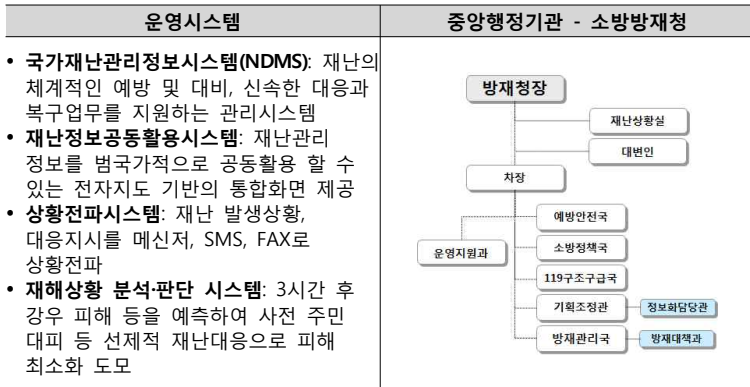 운영시스템
중앙행정기관 - 소방방재청
• 국가재난관리정보시스템(NDMS): 재난의
체계적인 예방 및 대비, 신속한 대응과
복구업무를 지원하는 관리시스템
• 재난정보공동활용시스템: 재난관리
정보를 범국가적으로 공동활용 할 수
있는 전자지도 기반의 통합화면 제공
• 상황전파시스템: 재난 발생상황,
대응지시를 메신저, SMS, FAX로
상황전파
• 재해상황 분석·판단 시스템: 3시간 후
강우 피해 등을 예측하여 사전 주민
대피 등 선제적 재난대응으로 피해
최소화 도모
방재청장
재난상황실
대변인
차장
예방안전국
운영지원과
소방정책국
119구조구급국
기획조정관
정보화담당관
방재관리국
방재대책과